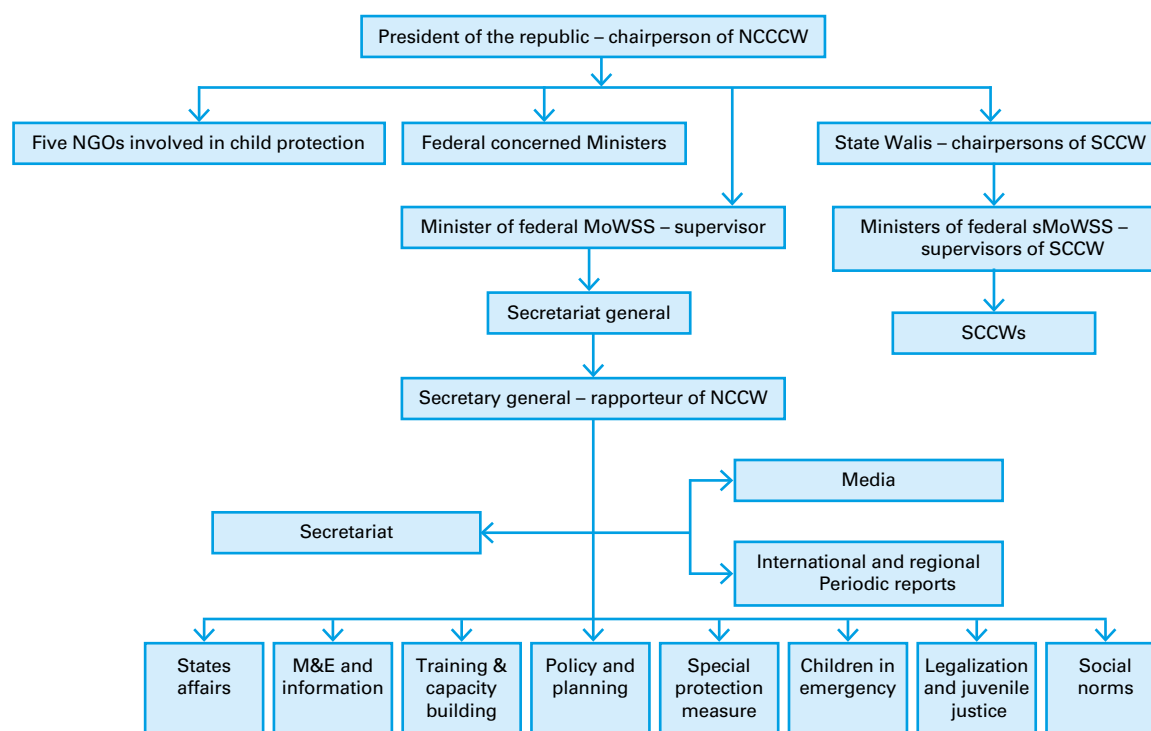 President of the republic – chairperson of NCCCW
Five NGOs involved in child protection
Federal concerned Ministers
State Walis – chairpersons of SCCW
Minister of federal MoWSS – supervisor
Ministers of federal sMoWSS –
supervisors of SCCW
Secretariat general
SCCWs
Secretary general – rapporteur of NCCW
Media
Secretariat
International and regional
Periodic reports
States
affairs
M&E and
information
Training &
capacity
building
Policy and
planning
Special
protection
measure
Children in
emergency
Legalization
and juvenile
justice
Social
norms